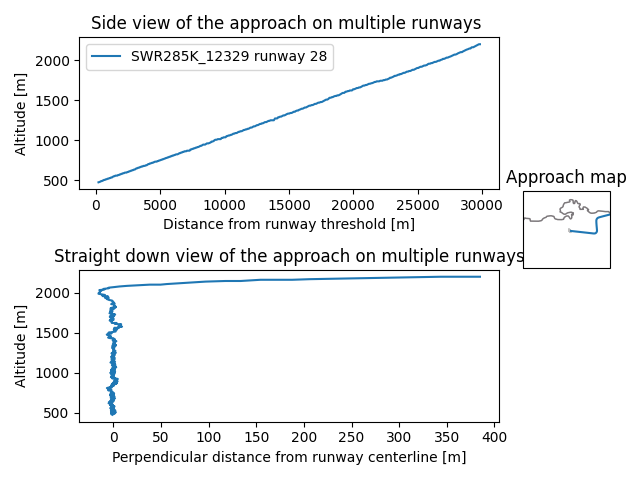 Side view of the approach on multiple runways
SWR285K_12329 runway 28
Altitude [m]
2000
1500
1000
500
0 5000 10000 15000 20000 25000 30000
Distance from runway threshold [m]
Approach map
Straight down view of the approach on multiple runways
Altitude [m]
2000
1500
1000
500
0 50 100 150 200 250 300 350 400
Perpendicular distance from runway centerline [m]